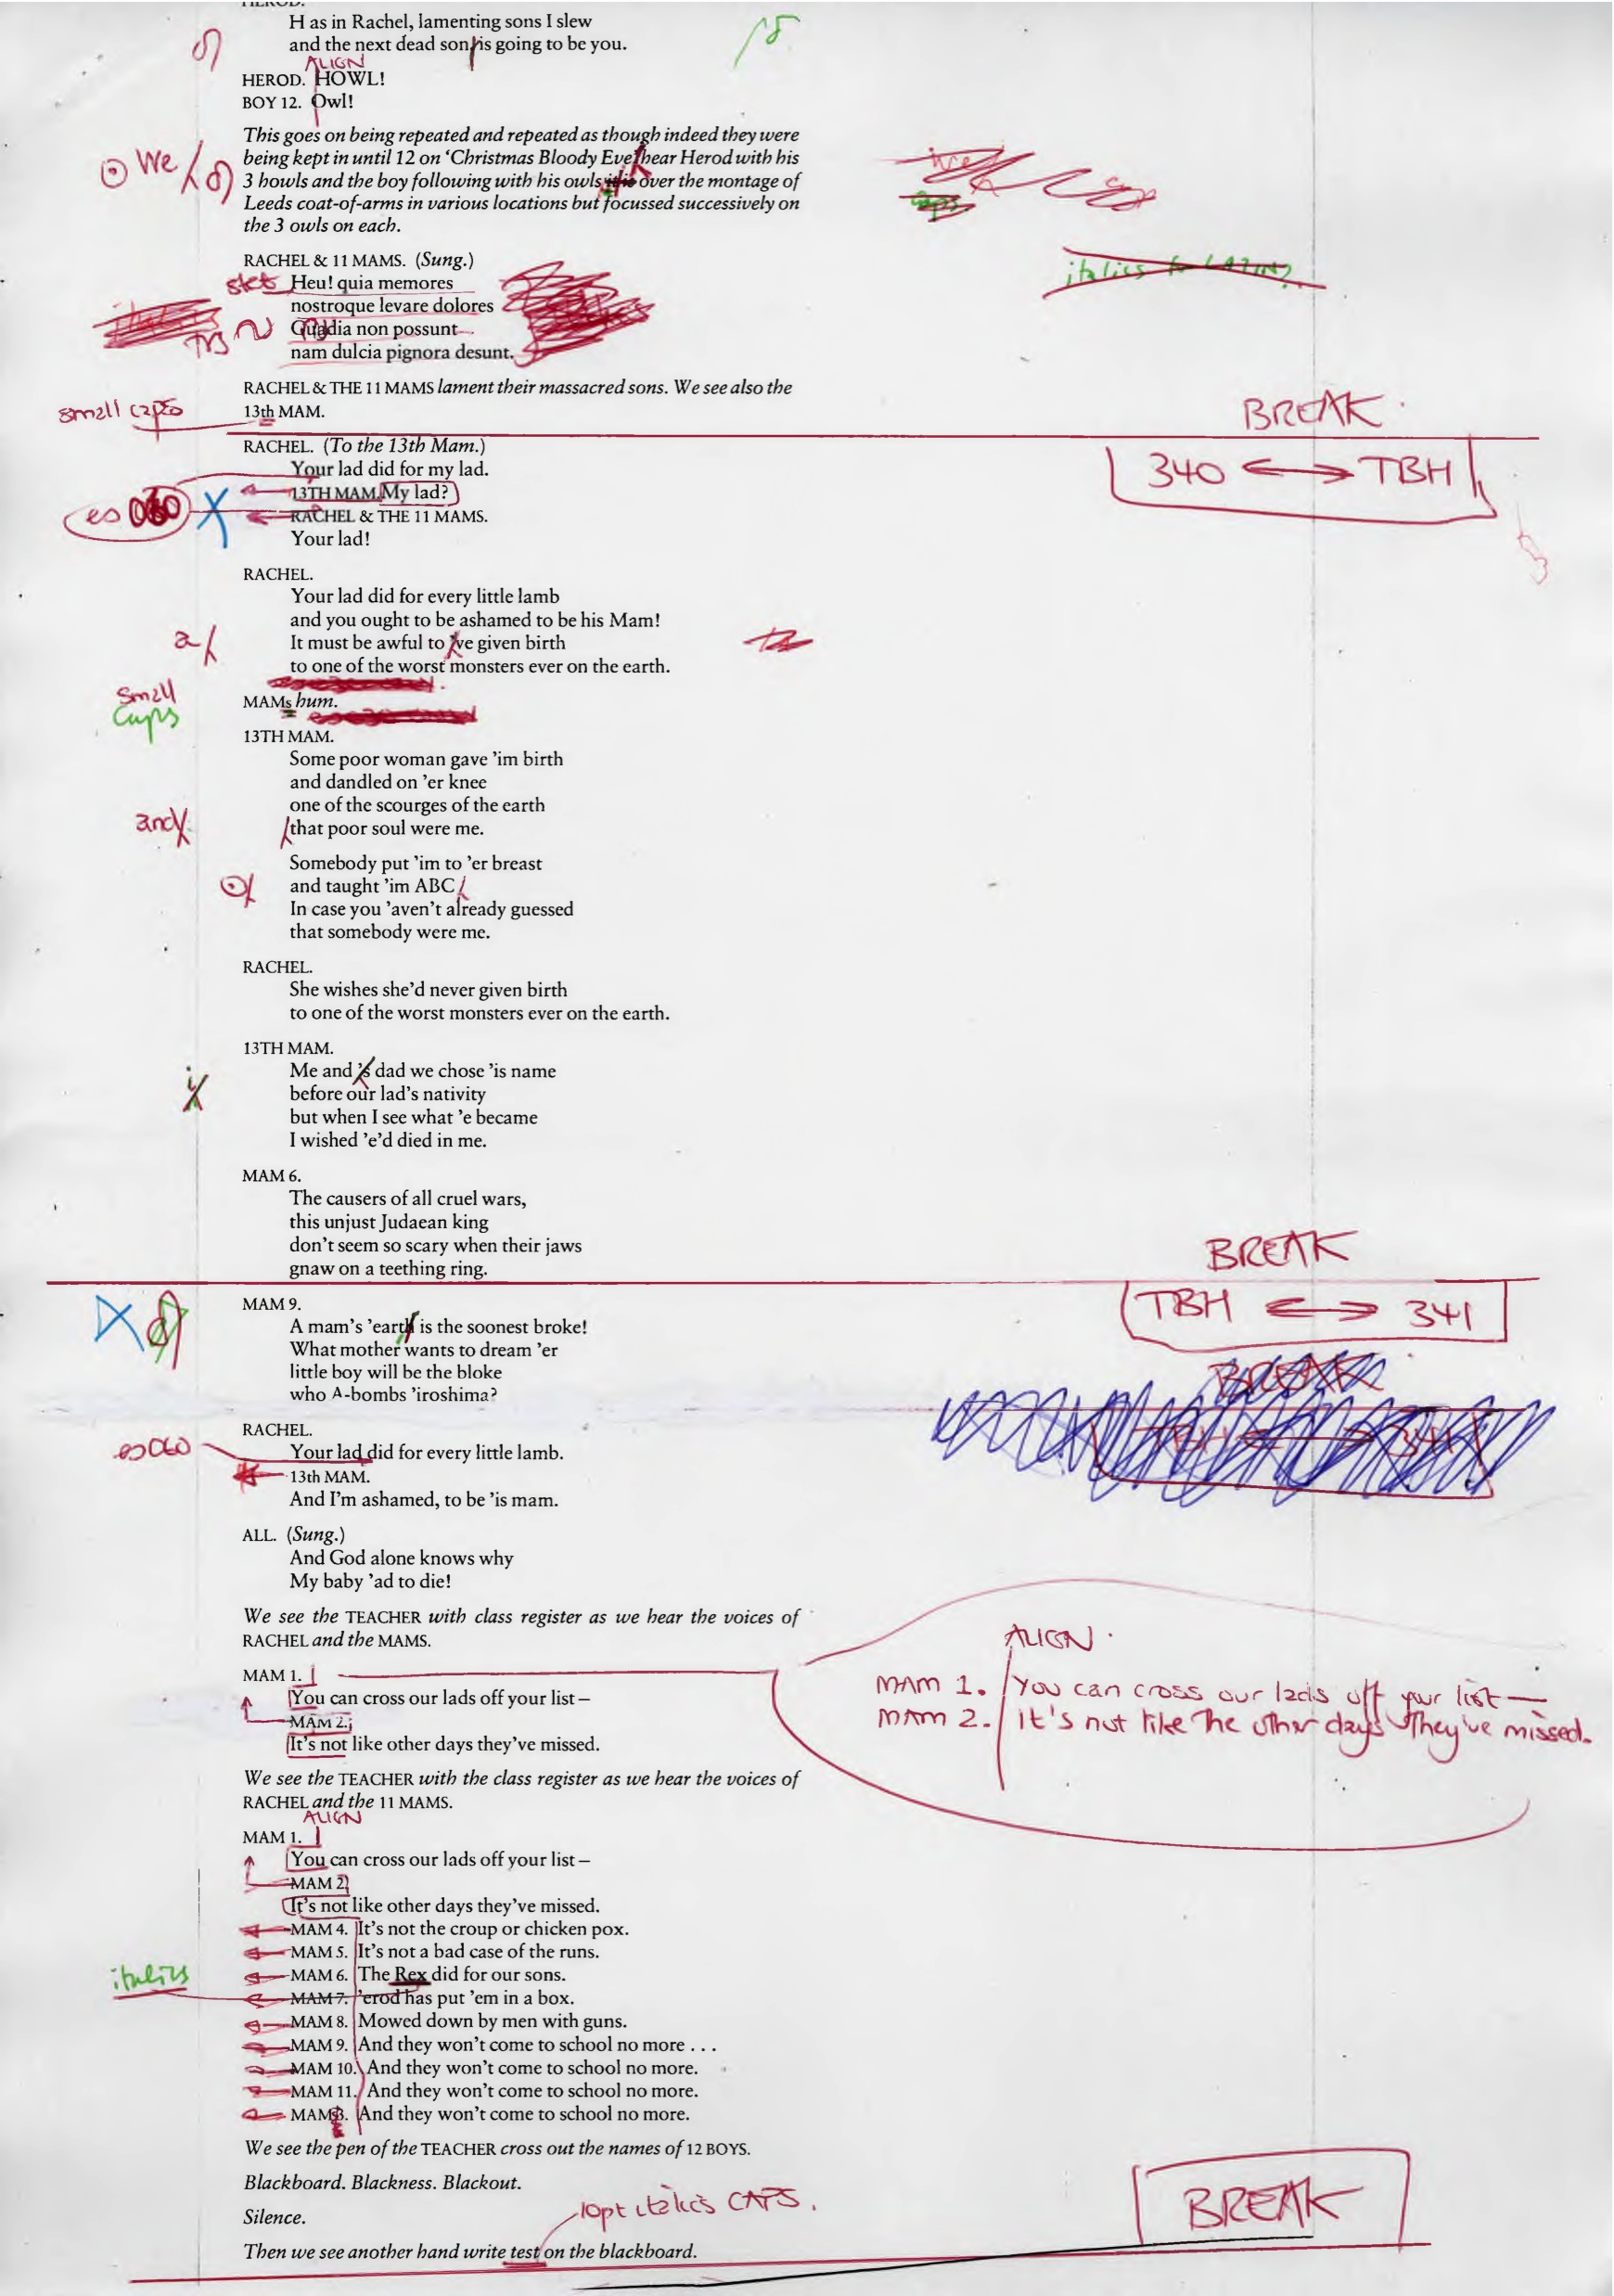 HEROD.
H as in Rachel, lamenting sons I slew
and the next dead son, is going to be you.
ALIGN
HEROD. HOWL!
BOY 12. Owl!
This goes on being repeated and repeated as though indeed they were
⊙ We / being kept in until 12 on ‘Christmas Bloody Eve’ hear Herod with his
3 howls and the boy following with his owls over the montage of
Leeds coat-of-arms in various locations but focussed successively on
the 3 owls on each.
italics for LATIN?
RACHEL & 11 MAMS. (Sung.)
stet Heu! quia memores
nostroque levare dolores
trs Guadia non possunt
nam dulcia pignora desunt.
RACHEL & THE 11 MAMS lament their massacred sons. We see also the
small caps 13th MAM.
BREAK
340 ↔ TBH
RACHEL. (To the 13th Mam.)
Your lad did for my lad.
13TH MAM. My lad?
RACHEL & THE 11 MAMS.
Your lad!
RACHEL.
Your lad did for every little lamb
and you ought to be ashamed to be his Mam!
a/ It must be awful to ’ve given birth
to one of the worst monsters ever on the earth.
small caps
MAMs hum.
13TH MAM.
Some poor woman gave ’im birth
and dandled on ’er knee
one of the scourges of the earth
and/ that poor soul were me.
Somebody put ’im to ’er breast
⊙/ and taught ’im ABC
In case you ’aven’t already guessed
that somebody were me.
RACHEL.
She wishes she’d never given birth
to one of the worst monsters ever on the earth.
13TH MAM.
i/ Me and ’s dad we chose ’is name
before our lad’s nativity
but when I see what ’e became
I wished ’e’d died in me.
MAM 6.
The causers of all cruel wars,
this unjust Judaean king
don’t seem so scary when their jaws
gnaw on a teething ring.
BREAK
TBH ↔ 341
MAM 9.
A mam’s ’earth is the soonest broke!
What mother wants to dream ’er
little boy will be the bloke
who A-bombs ’iroshima?
BREAK
RACHEL.
Your lad did for every little lamb.
13th MAM.
And I’m ashamed, to be ’is mam.
ALL. (Sung.)
And God alone knows why
My baby ’ad to die!
We see the TEACHER with class register as we hear the voices of
RACHEL and the MAMS.
MAM 1.
You can cross our lads off your list –
MAM 2.
It’s not like other days they’ve missed.
ALIGN.
MAM 1. You can cross our lads off your list —
MAM 2. It's not like the other days they've missed.
We see the TEACHER with the class register as we hear the voices of
RACHEL and the 11 MAMS.
ALIGN
MAM 1.
You can cross our lads off your list –
MAM 2.
It’s not like other days they’ve missed.
MAM 4. It’s not the croup or chicken pox.
MAM 5. It’s not a bad case of the runs.
italics MAM 6. The Rex did for our sons.
MAM 7. ’erod has put ’em in a box.
MAM 8. Mowed down by men with guns.
MAM 9. And they won’t come to school no more . . .
MAM 10. And they won’t come to school no more.
MAM 11. And they won’t come to school no more.
MAM 3. And they won’t come to school no more.
We see the pen of the TEACHER cross out the names of 12 BOYS.
Blackboard. Blackness. Blackout.
10pt italics CAPS.
BREAK
Silence.
Then we see another hand write test on the blackboard.